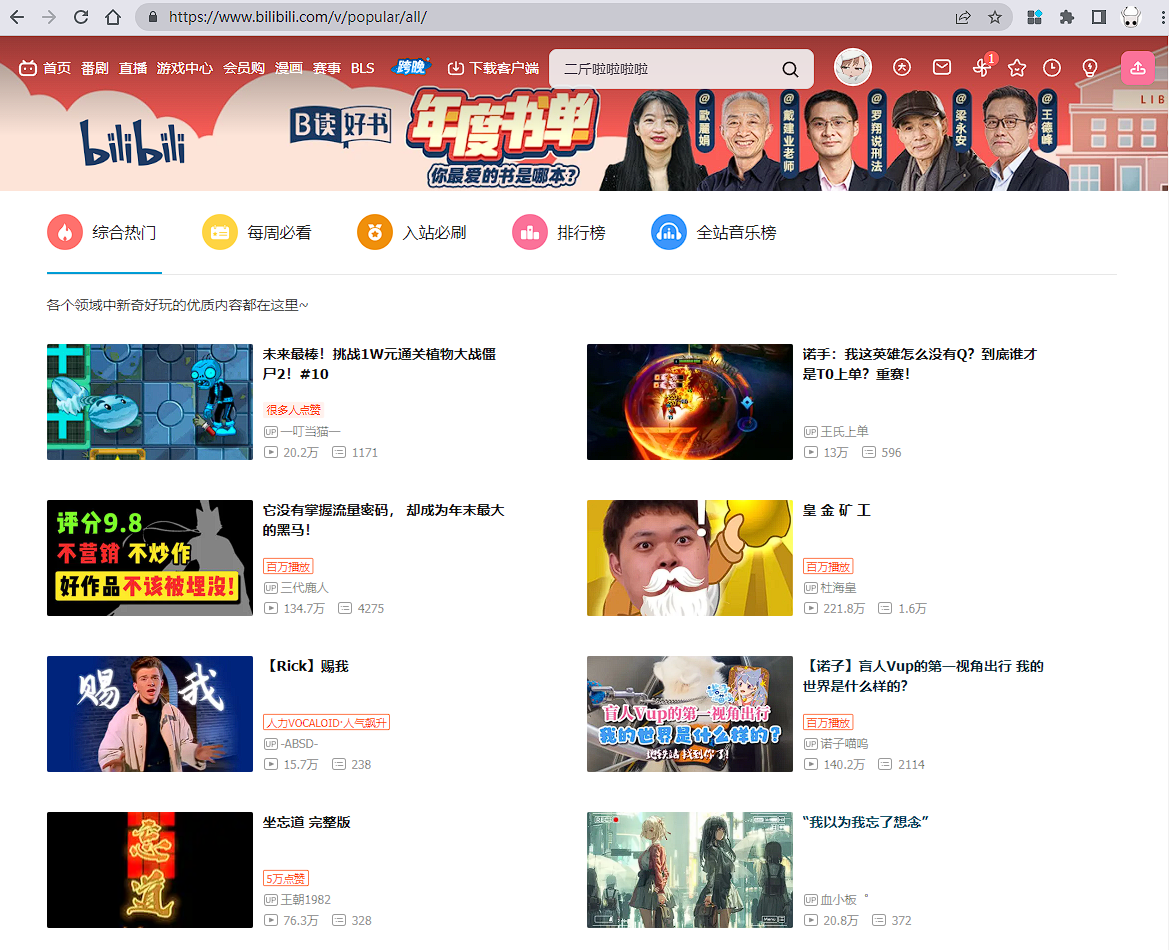 https://www.bilibili.com/v/popular/all/
首页 番剧 直播 游戏中心 会员购 漫画 赛事 BLS 跨晚 下载客户端
二斤啦啦啦啦
1
bilibili
B读好书
年度书单
你最爱的书是哪本?
@歐麗娟
@戴建业老师
@罗翔说刑法
@梁永安
@王德峰
LIB
综合热门 每周必看 入站必刷 排行榜 全站音乐榜
各个领域中新奇好玩的优质内容都在这里~
未来最棒！挑战1W元通关植物大战僵
尸2！#10
很多人点赞
UP 一叮当猫一
20.2万 1171
诺手：我这英雄怎么没有Q？到底谁才
是T0上单？重赛！
UP 王氏上单
13万 596
评分9.8
不营销 不炒作
好作品不该被埋没!
它没有掌握流量密码， 却成为年末最大
的黑马！
百万播放
UP 三代鹿人
134.7万 4275
!
皇 金 矿 工
百万播放
UP 杜海皇
221.8万 1.6万
赐 我
【Rick】赐我
人力VOCALOID·人气飙升
UP -ABSD-
15.7万 238
盲人Vup的第一视角出行
我的世界是什么样的?
地铁站 找到你了!
【诺子】盲人Vup的第一视角出行 我的
世界是什么样的？
百万播放
UP 诺子喵呜
140.2万 2114
忘
道
坐忘道 完整版
5万点赞
UP 王朝1982
76.3万 328
REC
Menu
“我以为我忘了想念”
UP 血小板゜
20.8万 372